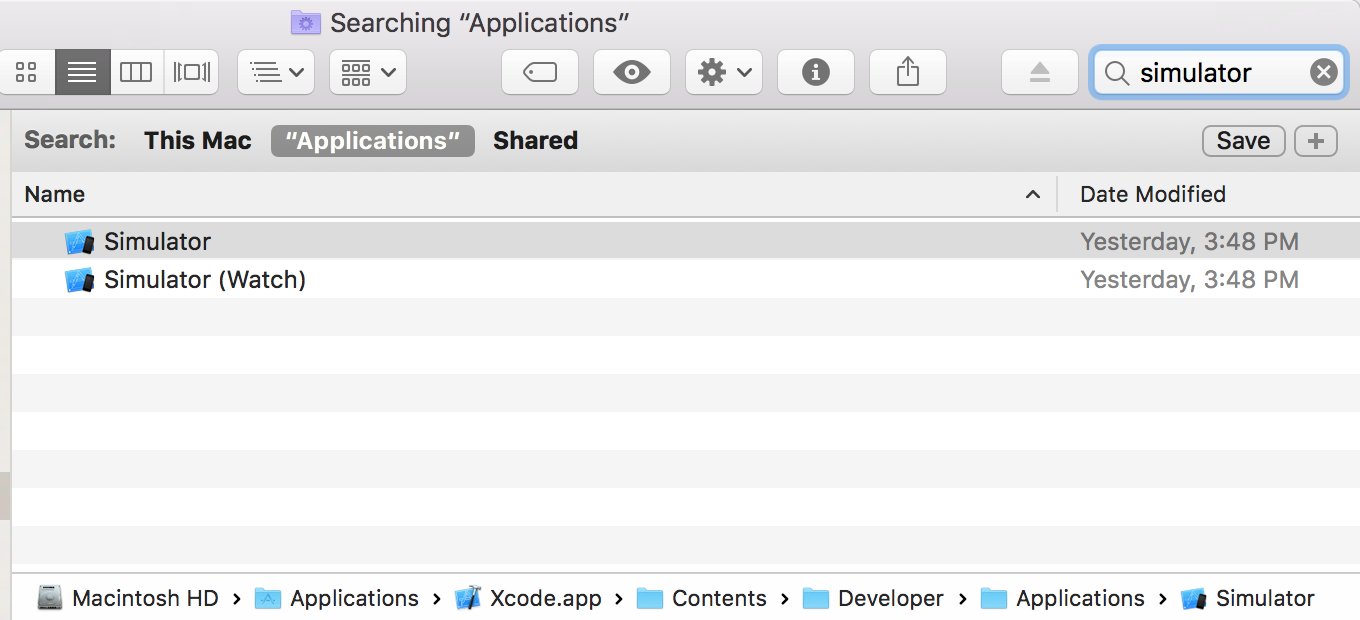 Searching “Applications”
simulator
Search: This Mac “Applications” Shared Save +
Name Date Modified
Simulator Yesterday, 3:48 PM
Simulator (Watch) Yesterday, 3:48 PM
Macintosh HD › Applications › Xcode.app › Contents › Developer › Applications › Simulator